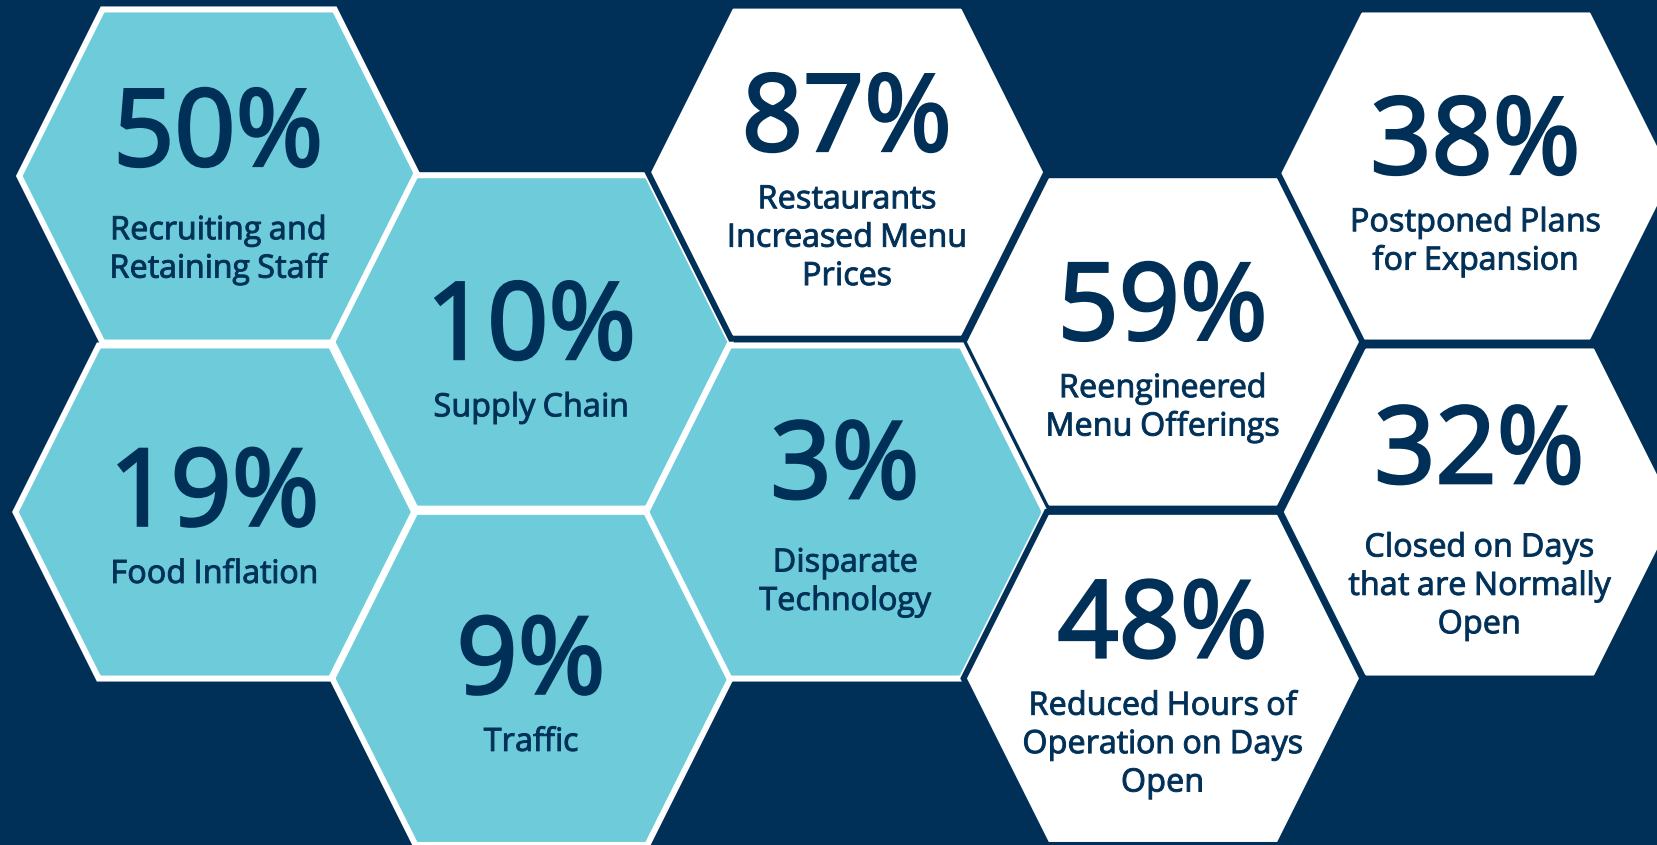 50%
Recruiting and
Retaining Staff
19%
Food Inflation
10%
Supply Chain
9%
Traffic
87%
Restaurants
Increased Menu
Prices
3%
Disparate
Technology
59%
Reengineered
Menu Offerings
48%
Reduced Hours of
Operation on Days
Open
38%
Postponed Plans
for Expansion
32%
Closed on Days
that are Normally
Open